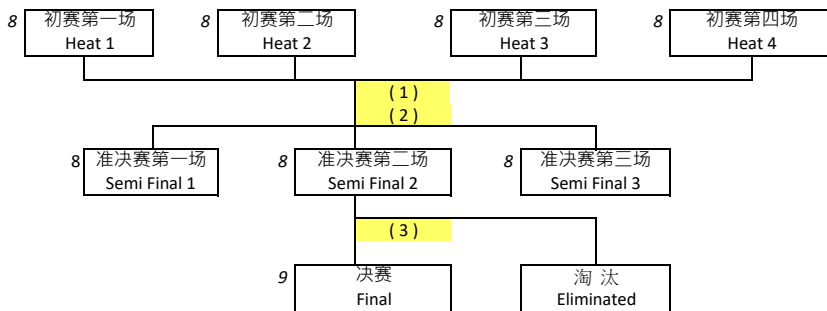 8 初赛第一场 8 初赛第二场 8 初赛第三场 8 初赛第四场
Heat 1 Heat 2 Heat 3 Heat 4
( 1 )
( 2 )
8 准决赛第一场 8 准决赛第二场 8 准决赛第三场
Semi Final 1 Semi Final 2 Semi Final 3
( 3 )
9 决赛 淘 汰
Final Eliminated